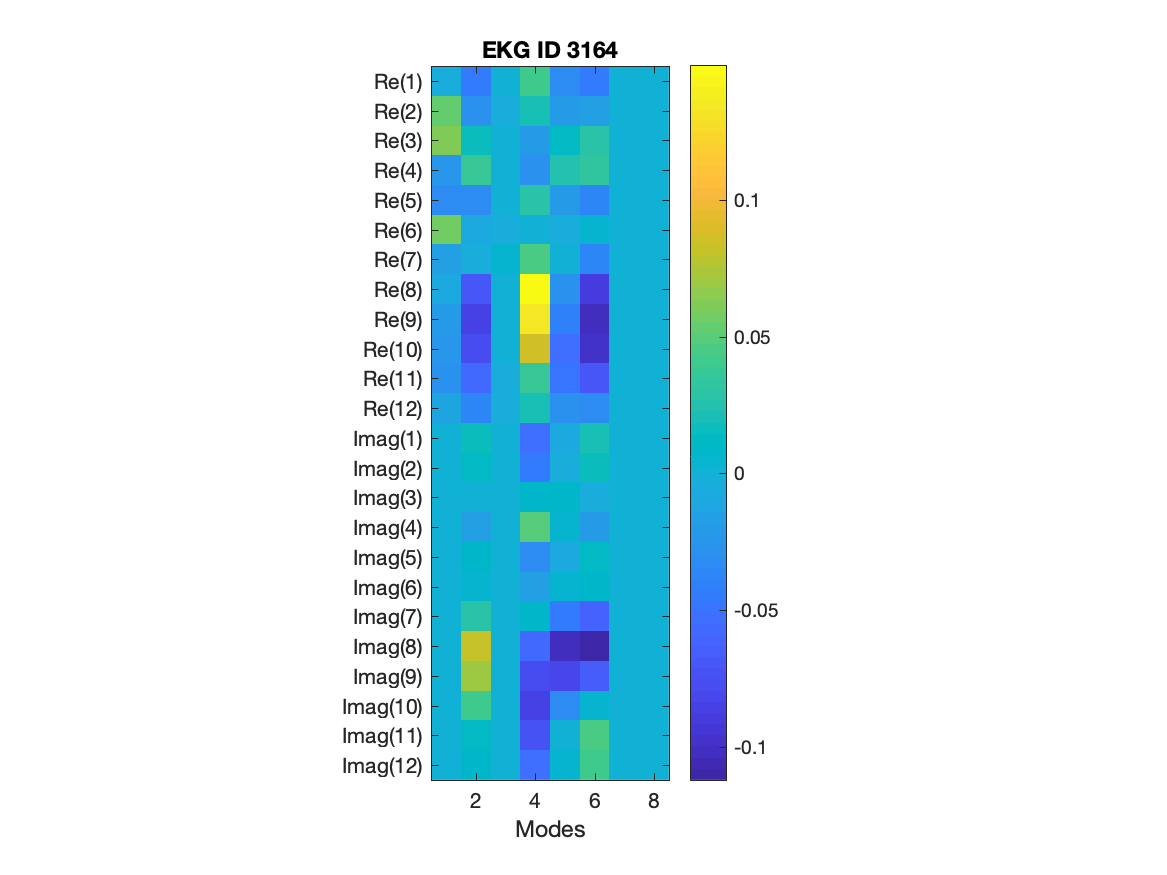 EKG ID 3164
Re(1)
Re(2)
Re(3)
Re(4)
Re(5)
Re(6)
Re(7)
Re(8)
Re(9)
Re(10)
Re(11)
Re(12)
Imag(1)
Imag(2)
Imag(3)
Imag(4)
Imag(5)
Imag(6)
Imag(7)
Imag(8)
Imag(9)
Imag(10)
Imag(11)
Imag(12)
2 4 6 8
Modes
0.1
0.05
0
-0.05
-0.1